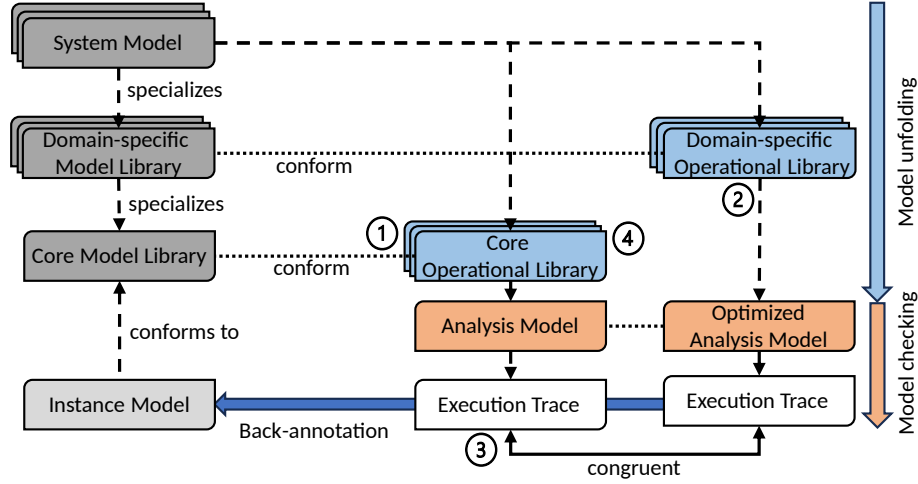 System Model
specializes
Domain-specific
Model Library
conform
Domain-specific
Operational Library
2
specializes
1
Core
Operational Library
4
Core Model Library
conform
Analysis Model
Optimized
Analysis Model
conforms to
Instance Model
Execution Trace
Execution Trace
Back-annotation
3
congruent
Model unfolding
Model checking